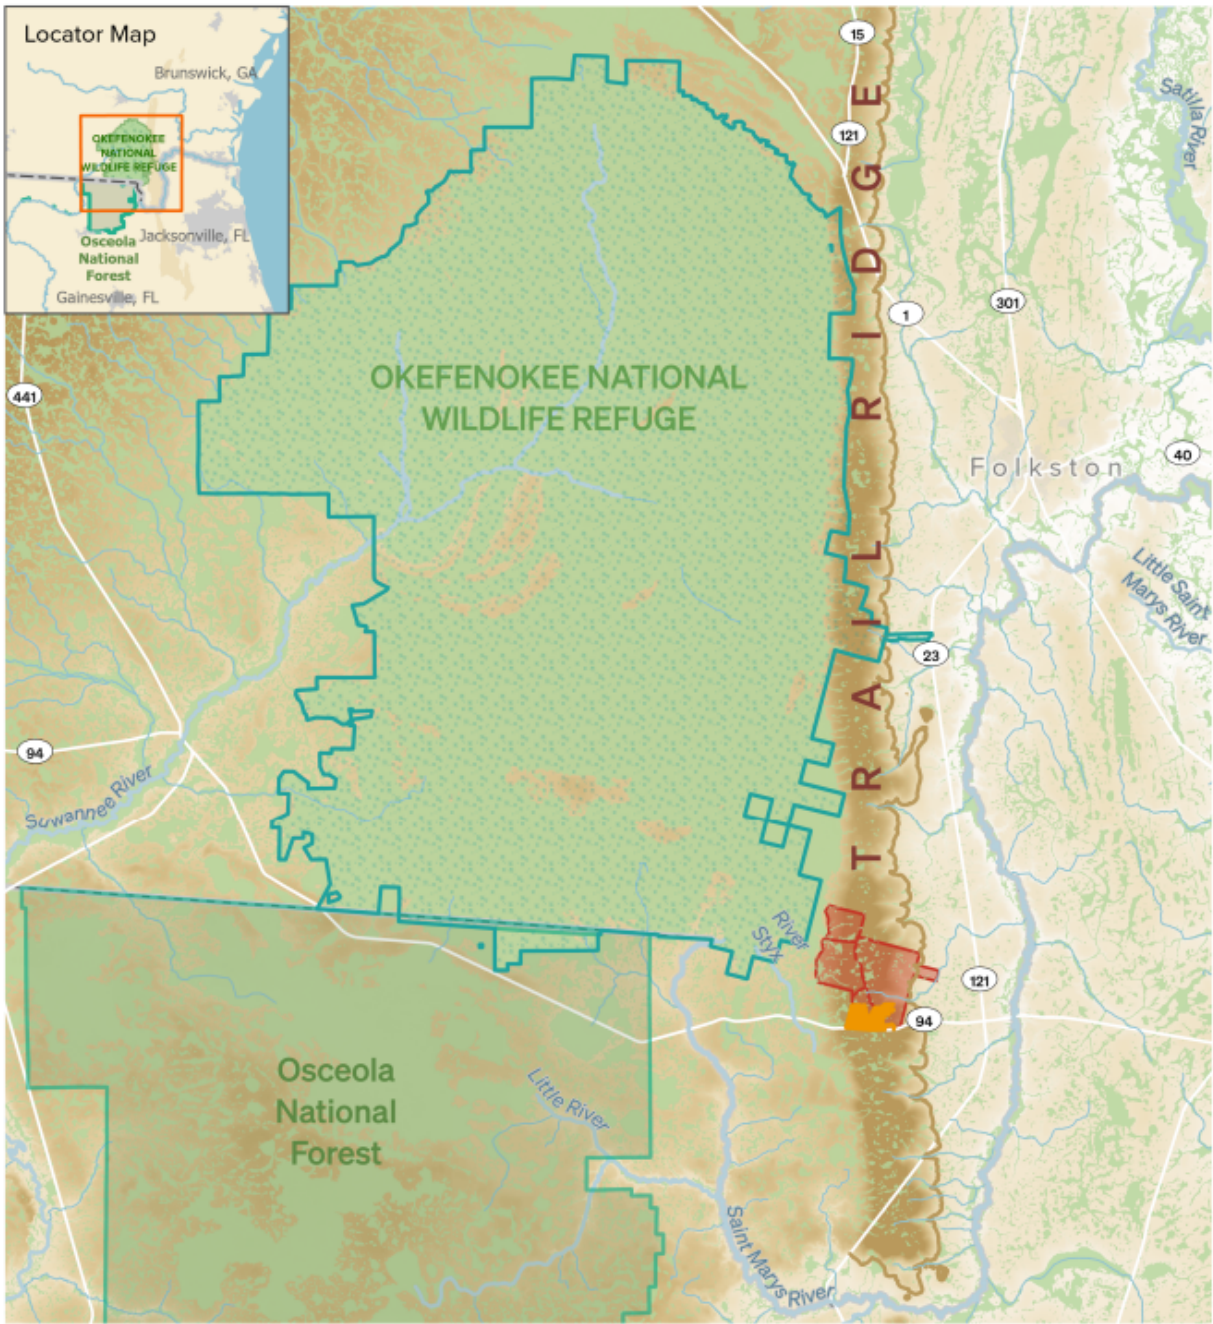 Locator Map
Brunswick, GA
OKEFENOKEE
NATIONAL
WILDLIFE REFUGE
Jacksonville, FL
Osceola
National
Forest
Gainesville, FL
15
121
Satilla River
TRAIL RIDGE
1
301
441
OKEFENOKEE NATIONAL
WILDLIFE REFUGE
40
Folkston
Little Saint
Marys River
23
94
Suwannee River
River
Styx
121
94
Osceola
National
Forest
Little River
Saint Marys River